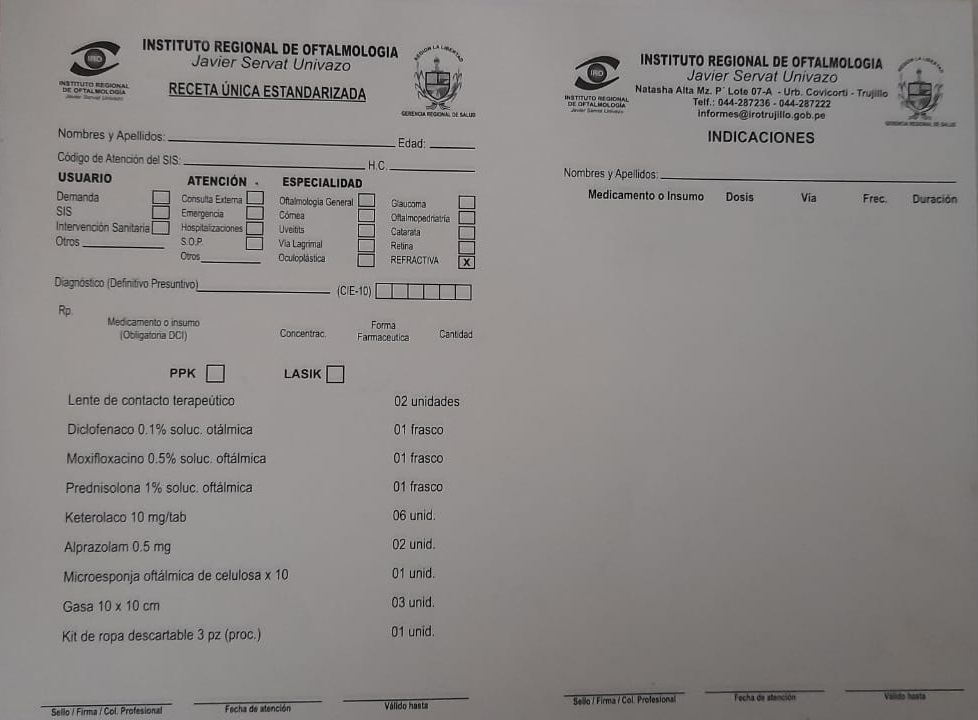 IRO
INSTITUTO REGIONAL
DE OFTALMOLOGIA
Javier Servat Univazo
INSTITUTO REGIONAL DE OFTALMOLOGIA
Javier Servat Univazo
RECETA ÚNICA ESTANDARIZADA
REGION LA LIBERTAD
GERENCIA REGIONAL DE SALUD
Nombres y Apellidos: Edad:
Código de Atención del SIS: H.C.
USUARIO ATENCIÓN ESPECIALIDAD
Demanda Consulta Externa Oftalmologia General Glaucoma
SIS Emergencia Córnea Oftalmopediatria
Intervención Sanitaria Hospitalizaciones Uveitits Catarata
Otros S.O.P. Via Lagrimal Retina
Otros Oculoplástica REFRACTIVA X
Diagnóstico (Definitivo Presuntivo) (CIE-10)
Rp.
Medicamento o insumo
(Obligatoria DCI) Concentrac. Forma
Farmaceutica Cantidad
PPK LASIK
Lente de contacto terapeútico 02 unidades
Diclofenaco 0.1% soluc. otálmica 01 frasco
Moxifloxacino 0.5% soluc. oftálmica 01 frasco
Prednisolona 1% soluc. oftálmica 01 frasco
Keterolaco 10 mg/tab 06 unid.
Alprazolam 0.5 mg 02 unid.
Microesponja oftálmica de celulosa x 10 01 unid.
Gasa 10 x 10 cm 03 unid.
Kit de ropa descartable 3 pz (proc.) 01 unid.
Sello / Firma / Col. Profesional Fecha de atención Válido hasta
IRO
INSTITUTO REGIONAL
DE OFTALMOLOGIA
Javier Servat Univazo
INSTITUTO REGIONAL DE OFTALMOLOGIA
Javier Servat Univazo
Natasha Alta Mz. P` Lote 07-A - Urb. Covicorti - Trujillo
Telf.: 044-287236 - 044-287222
informes@irotrujillo.gob.pe
INDICACIONES
GERENCIA REGIONAL DE SALUD
Nombres y Apellidos:
Medicamento o Insumo Dosis Vía Frec. Duración
Sello / Firma / Col. Profesional Fecha de atención Válido hasta